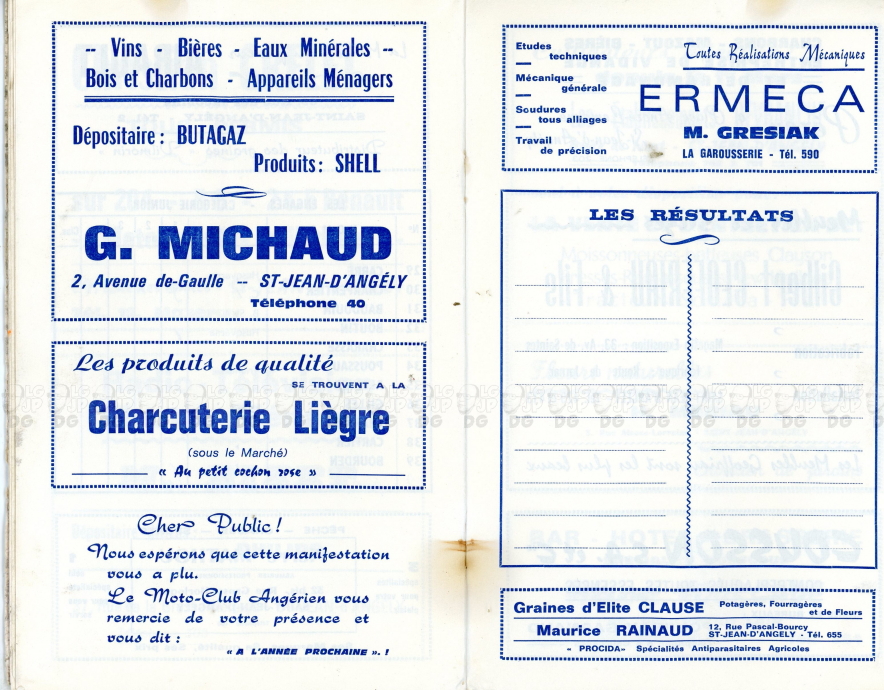 -- Vins - Bières - Eaux Minérales --
Bois et Charbons - Appareils Ménagers
Dépositaire : BUTAGAZ
Produits : SHELL
G. MICHAUD
2, Avenue de-Gaulle -- ST-JEAN-D'ANGÉLY
Téléphone 40
Les produits de qualité
SE TROUVENT A LA
Charcuterie Liègre
(sous le Marché)
« Au petit cochon rose »
Cher Public !
Nous espérons que cette manifestation
vous a plu.
Le Moto-Club Angérien vous
remercie de votre présence et
vous dit :
« A L'ANNÉE PROCHAINE ». !
Etudes
techniques
Mécanique
générale
Soudures
tous alliages
Travail
de précision
Toutes Réalisations Mécaniques
ERMECA
M. GRESIAK
LA GAROUSSERIE - Tél. 590
LES RÉSULTATS
Graines d'Elite CLAUSE Potagères, Fourragères
et de Fleurs
Maurice RAINAUD 12, Rue Pascal-Bourcy
ST-JEAN-D'ANGELY - Tél. 655
« PROCIDA» Spécialités Antiparasitaires Agricoles